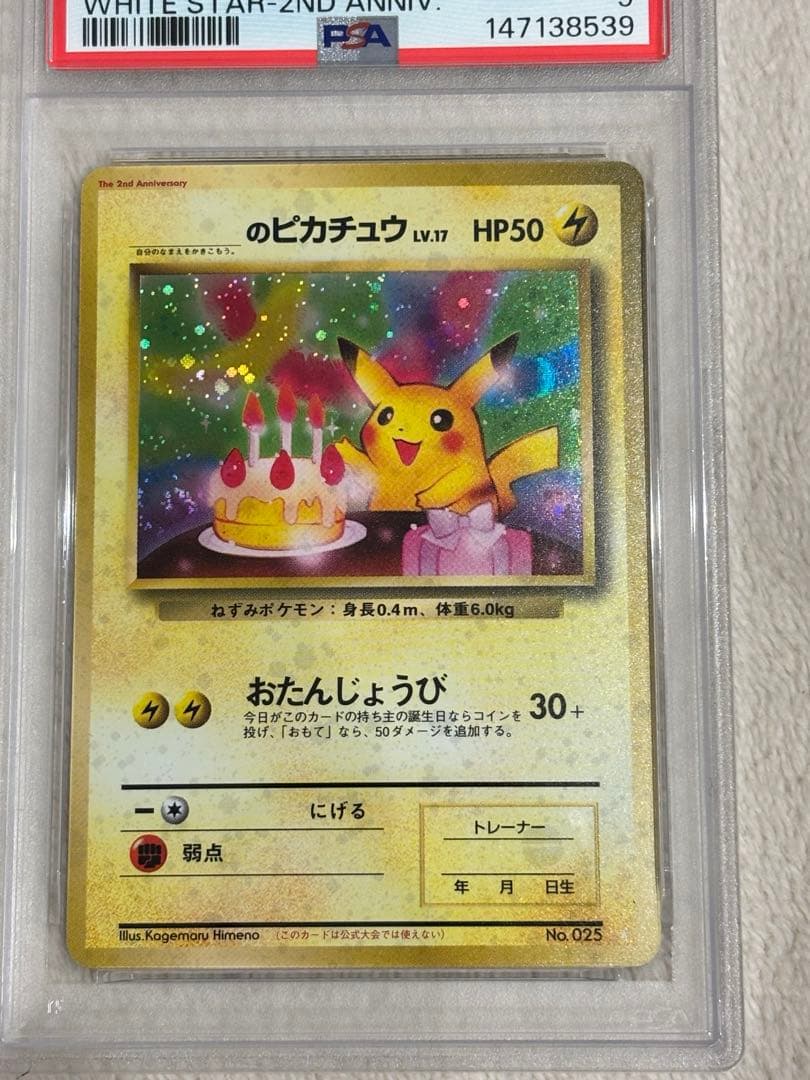 WHITE STAR-2ND ANNIV.
147138539
PSA
The 2nd Anniversary
のピカチュウ LV.17 HP50
自分のなまえをかきこもう。
ねずみポケモン：身長0.4m、体重6.0kg
おたんじょうび 30+
今日がこのカードの持ち主の誕生日ならコインを
投げ、「おもて」なら、50ダメージを追加する。
にげる
弱点
トレーナー
年 月 日生
Illus.Kagemaru Himeno (このカードは公式大会では使えない) No.025